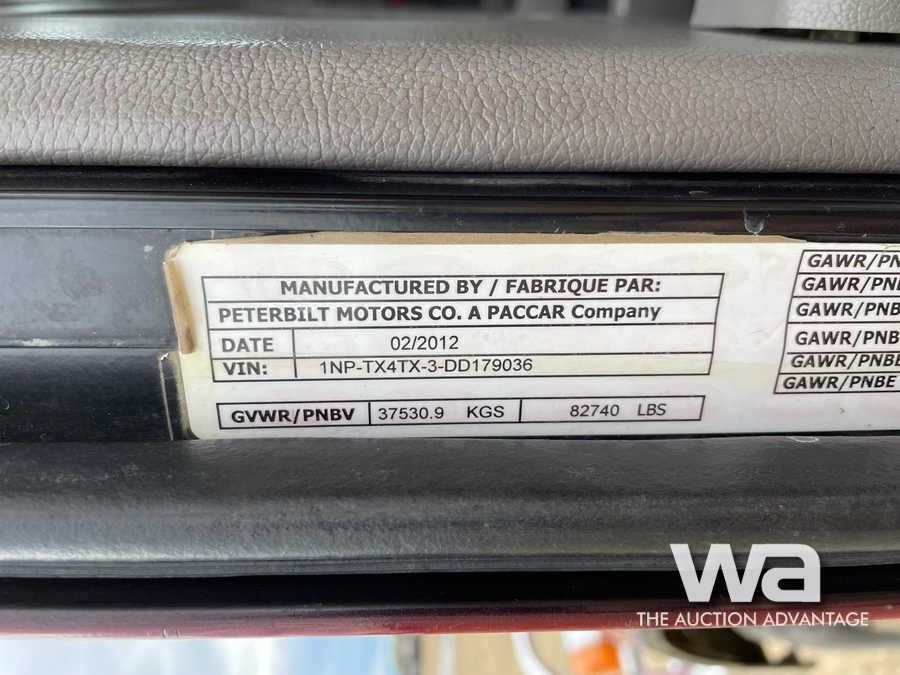 MANUFACTURED BY / FABRIQUE PAR:
PETERBILT MOTORS CO. A PACCAR Company
DATE 02/2012
VIN: 1NP-TX4TX-3-DD179036
GVWR/PNBV 37530.9 KGS 82740 LBS
GAWR/PN
GAWR/PNB
GAWR/PNB
GAWR/PNB
GAWR/PNBE
GAWR/PNBE
wa
THE AUCTION ADVANTAGE